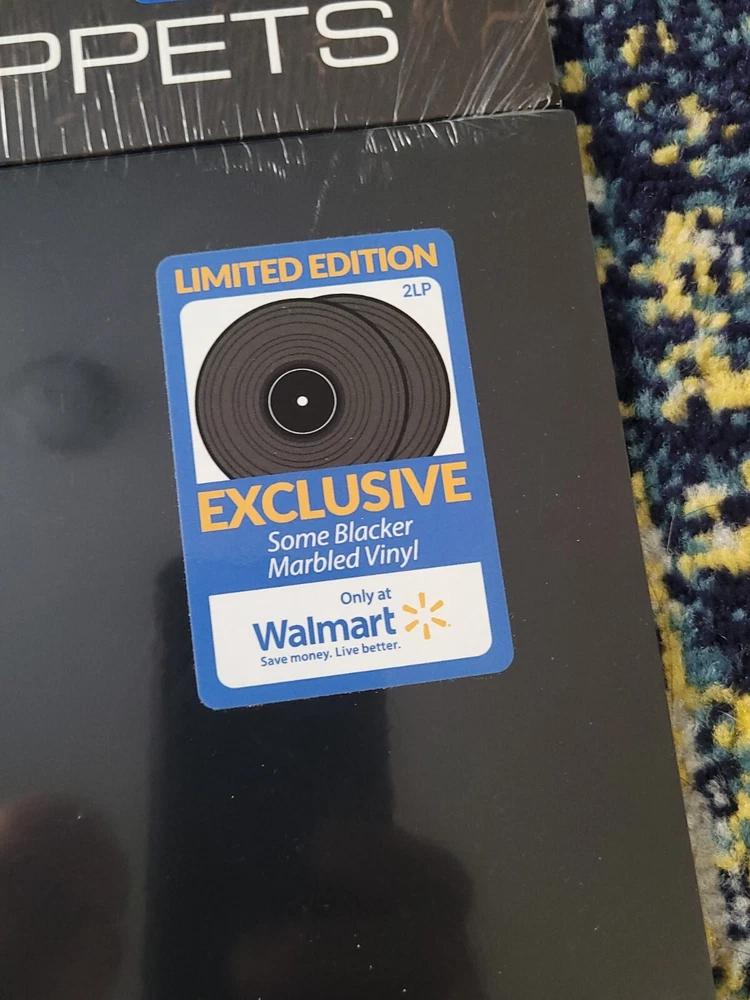 PPETS
LIMITED EDITION
2LP
EXCLUSIVE
Some Blacker
Marbled Vinyl
Only at
Walmart
Save money. Live better.